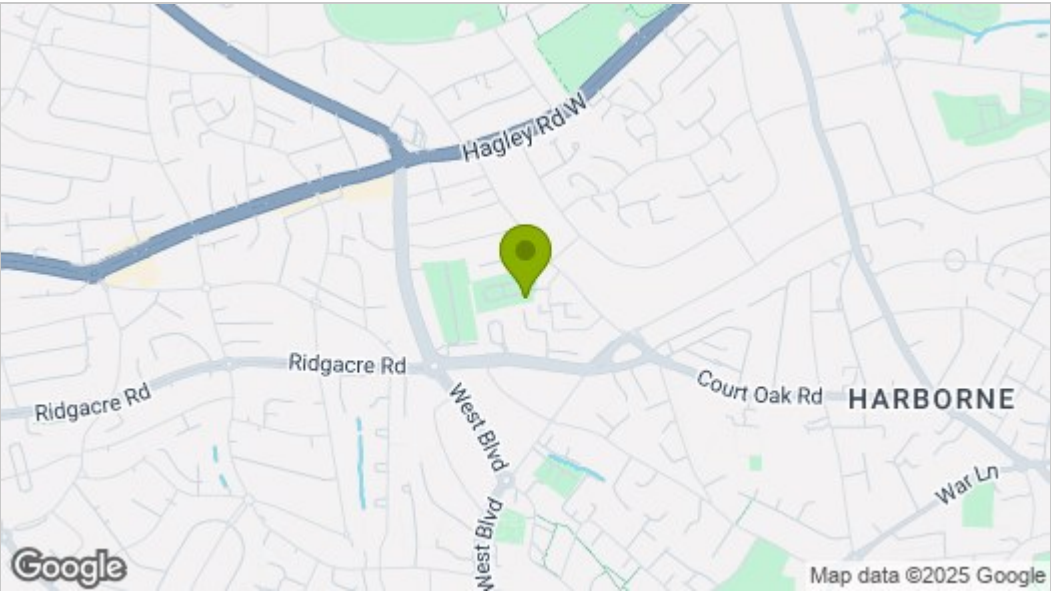 Hagley Rd W
Ridgacre Rd
Ridgacre Rd
Court Oak Rd
HARBORNE
West Blvd
War Ln
West Blvd
Google
Map data ©2025 Google